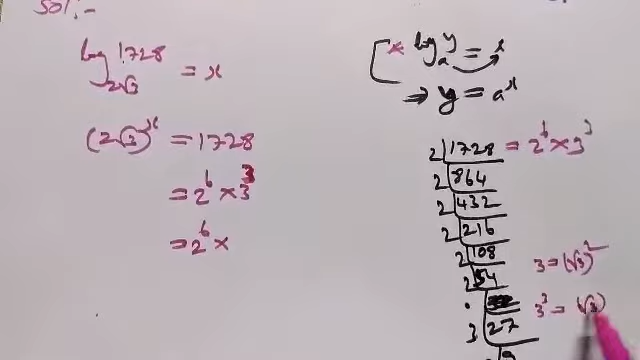 Sol:-
log_{2√3} 1728 = x
(2√3)^x = 1728
= 2^6 × 3^3
= 2^6 ×
* log_a y = x
⇒ y = a^x
2 | 1728 = 2^6 × 3^3
2 | 864
2 | 432
2 | 216
2 | 108
2 | 54
3 | 27
9
3 = (√3)^2
3^3 = (√3)